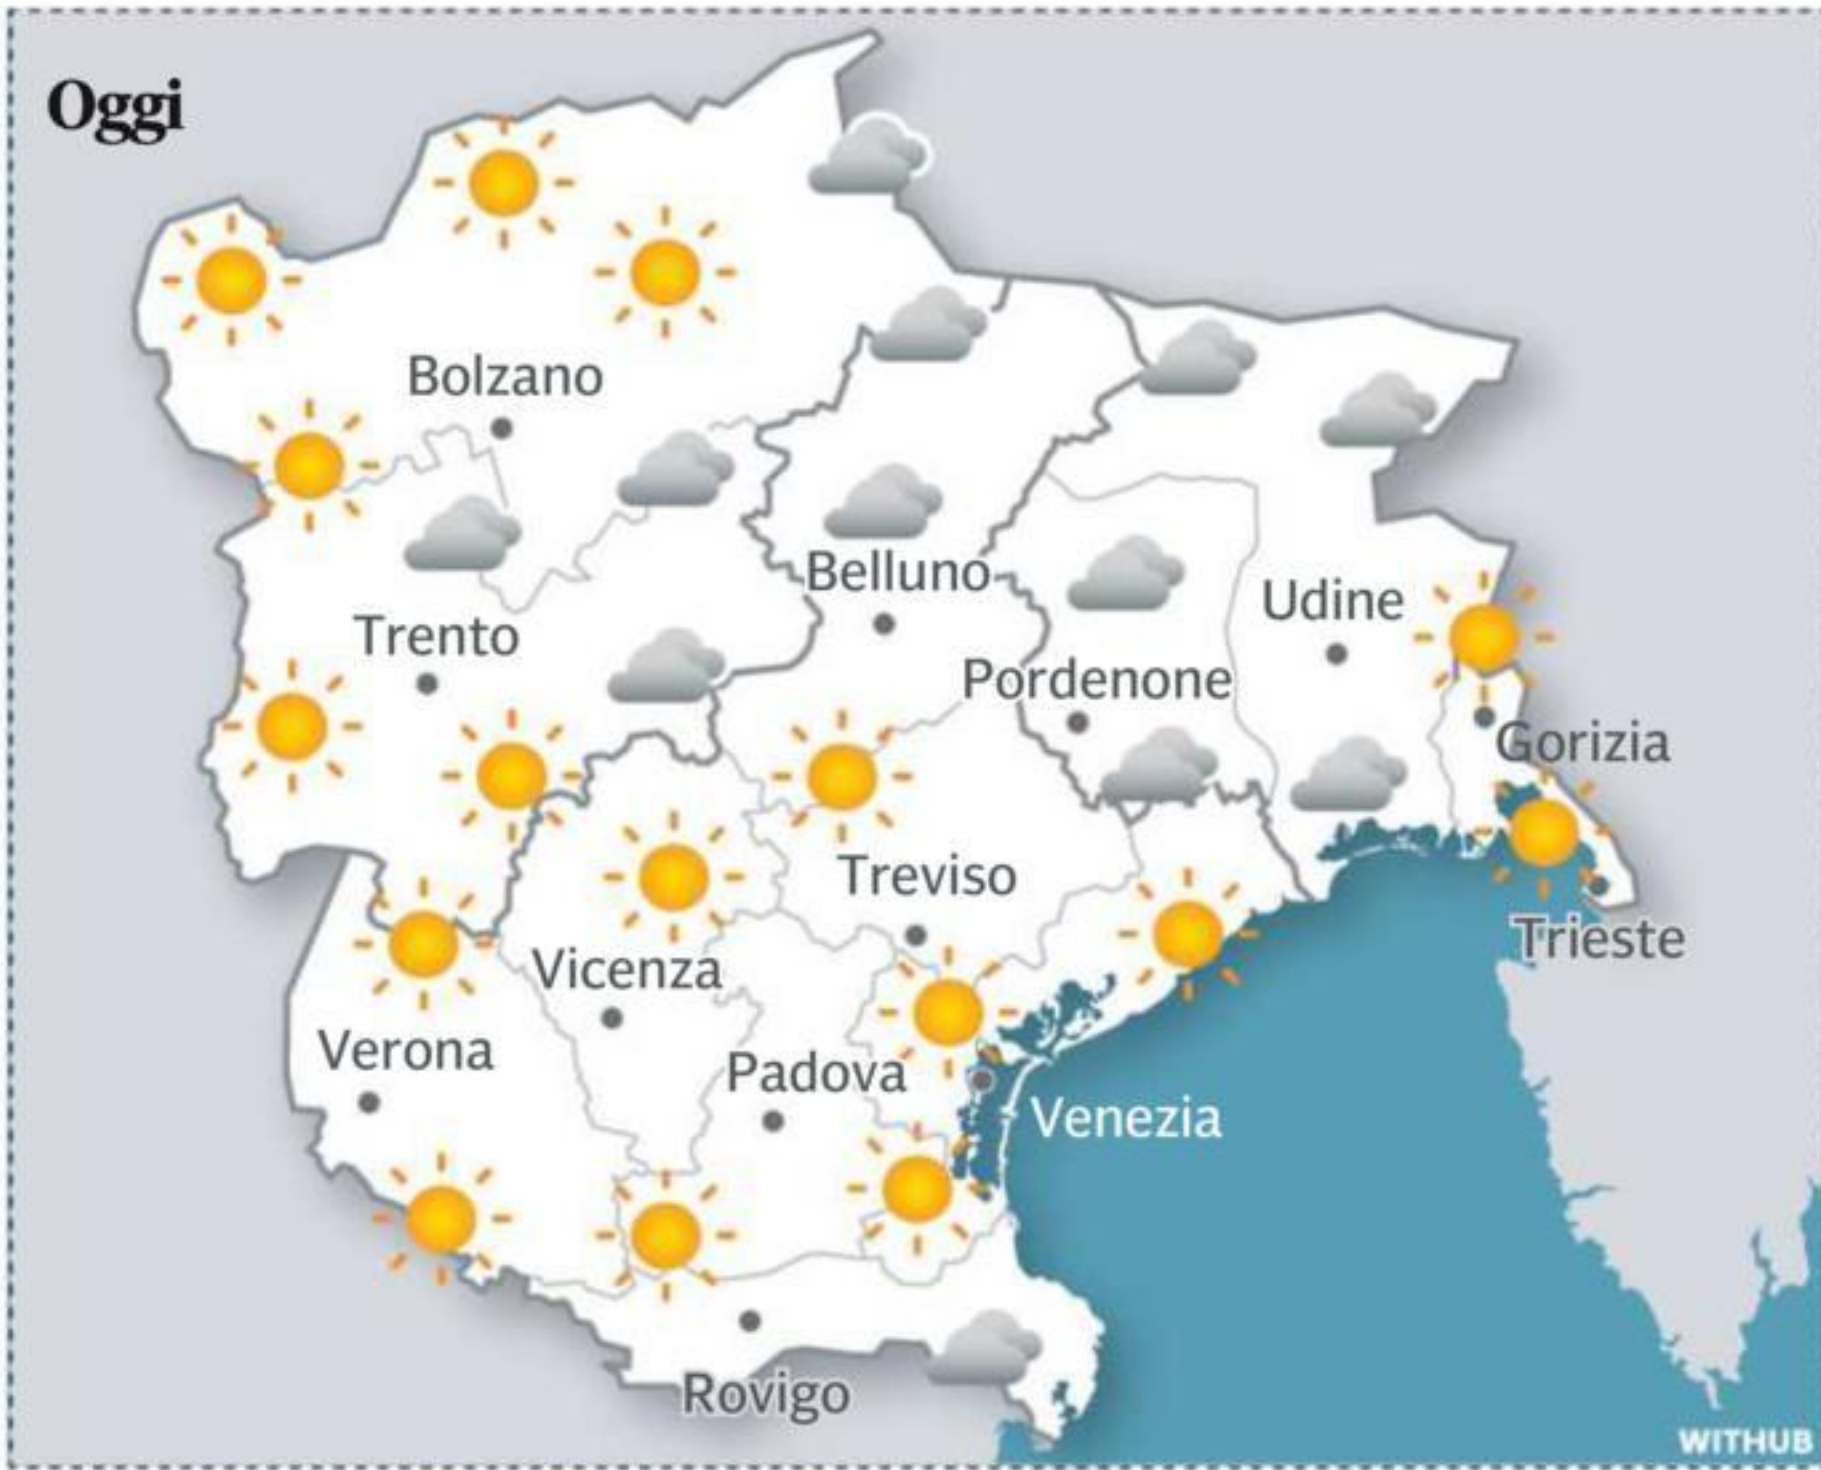 Oggi
Bolzano
Belluno
Udine
Trento
Pordenone
Gorizia
Treviso
Trieste
Vicenza
Verona
Padova
Venezia
Rovigo
WITHUB